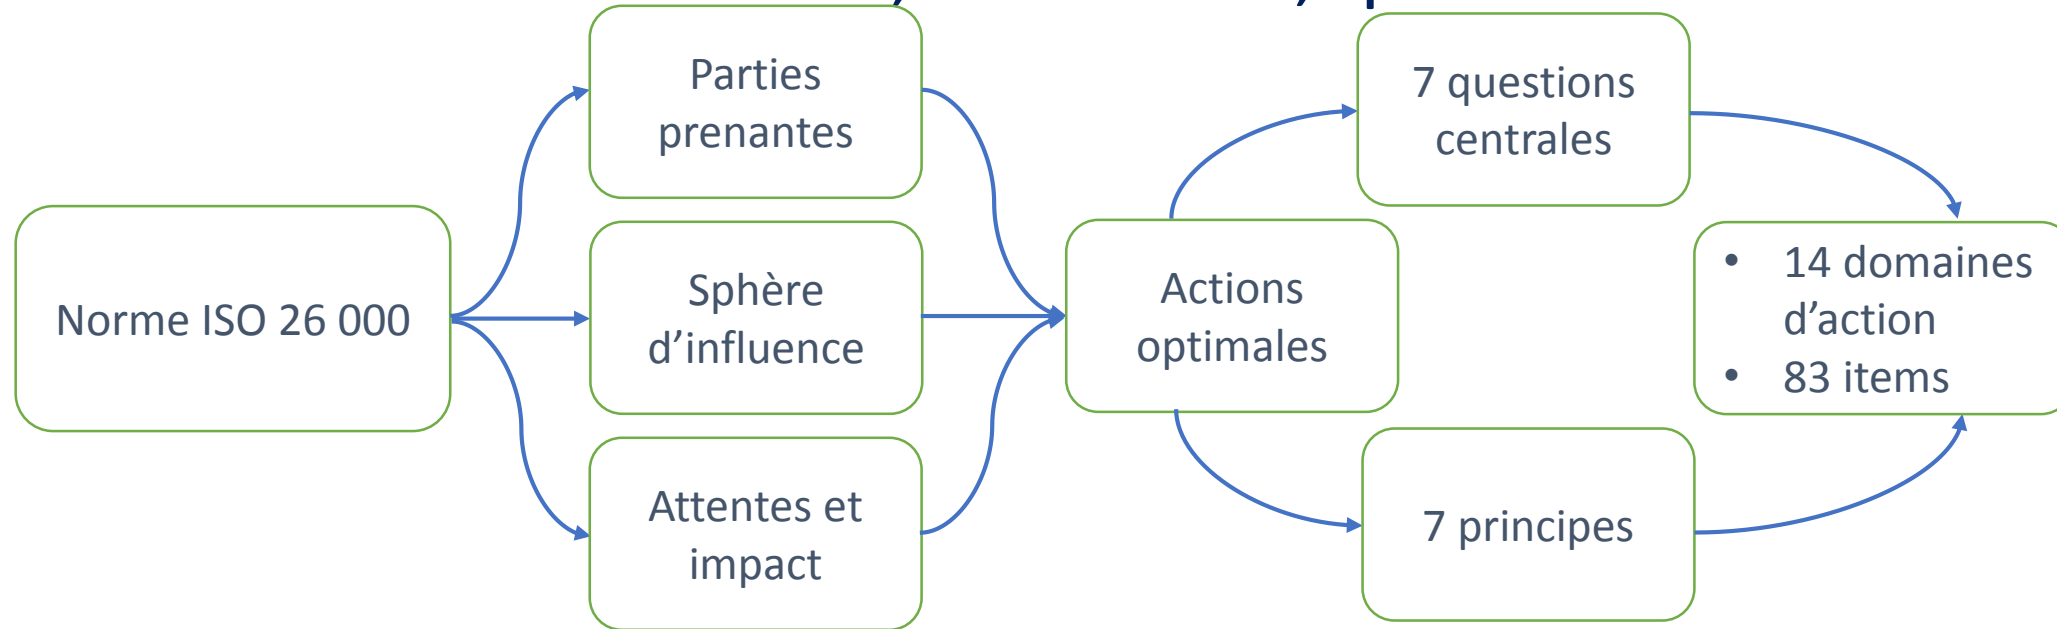 Norme ISO 26 000
Parties
prenantes
Sphère
d’influence
Attentes et
impact
Actions
optimales
7 questions
centrales
7 principes
• 14 domaines
d’action
• 83 items